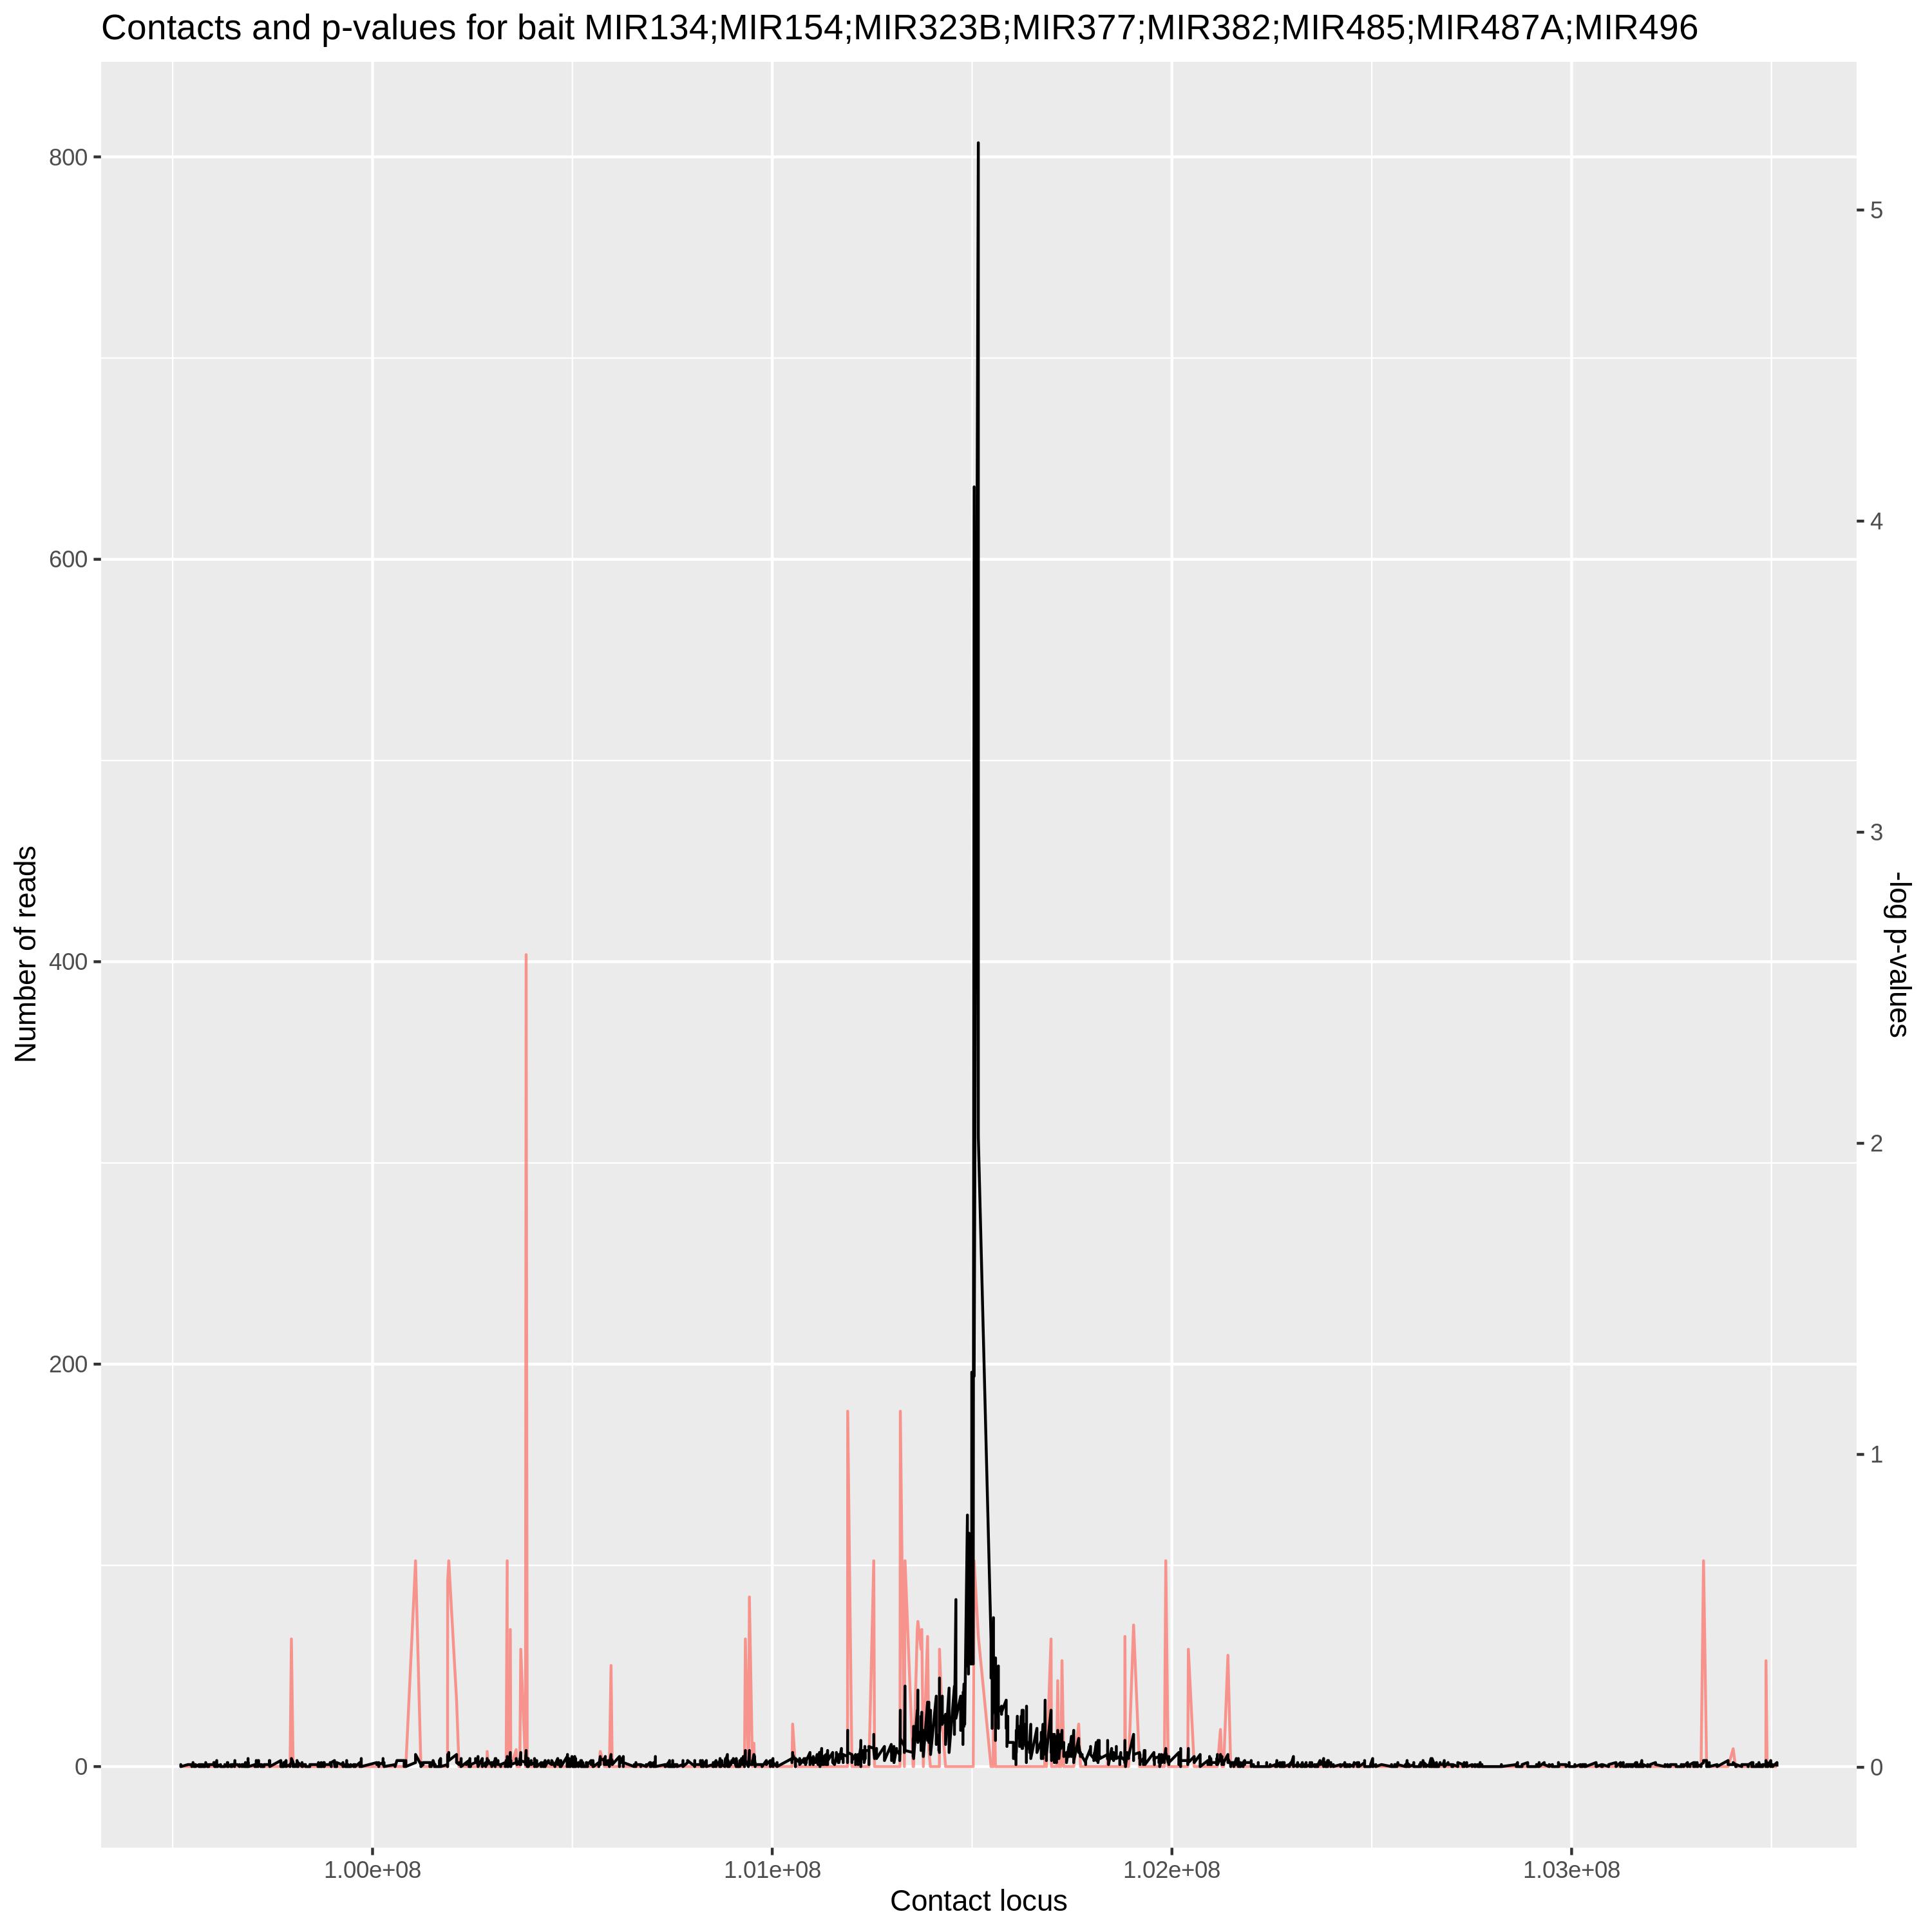 Contacts and p-values for bait MIR134;MIR154;MIR323B;MIR377;MIR382;MIR485;MIR487A;MIR496
800
600
400
200
0
Number of reads
5
4
3
2
1
0
-log p-values
1.00e+08
1.01e+08
1.02e+08
1.03e+08
Contact locus